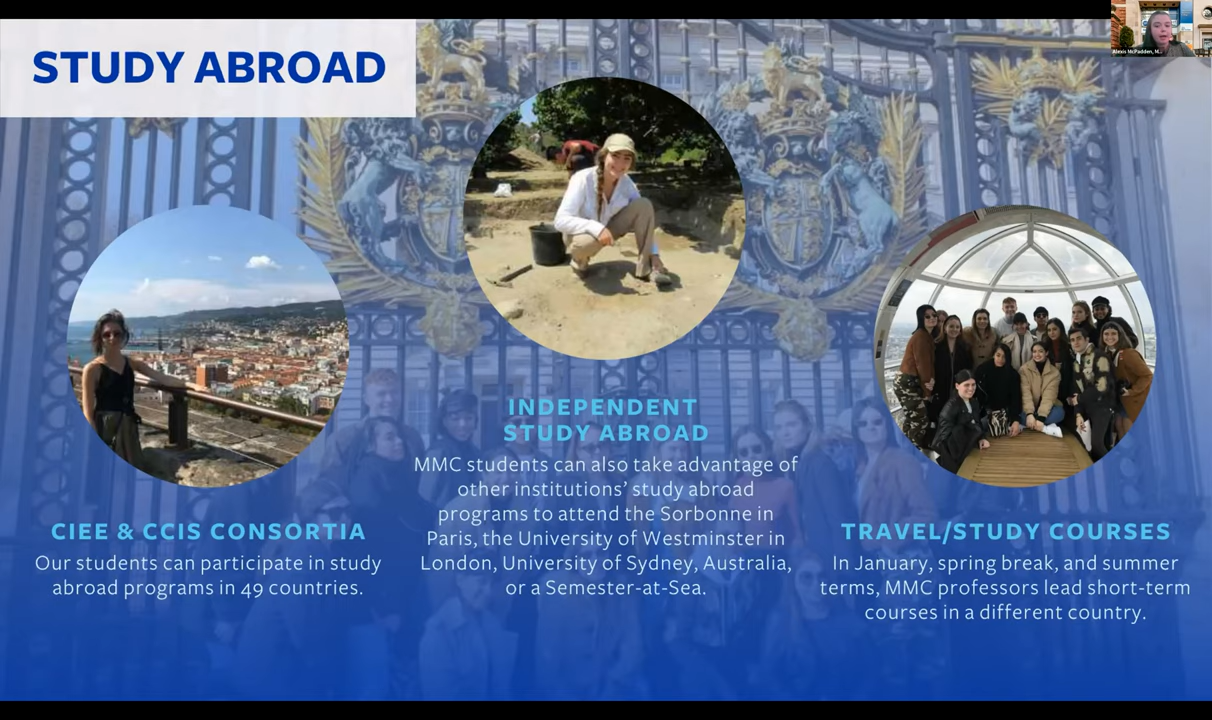 STUDY ABROAD
Alexis McPadden, M...
INDEPENDENT
STUDY ABROAD
MMC students can also take advantage of
other institutions’ study abroad
programs to attend the Sorbonne in
Paris, the University of Westminster in
London, University of Sydney, Australia,
or a Semester-at-Sea.
CIEE & CCIS CONSORTIA
Our students can participate in study
abroad programs in 49 countries.
TRAVEL/STUDY COURSES
In January, spring break, and summer
terms, MMC professors lead short-term
courses in a different country.